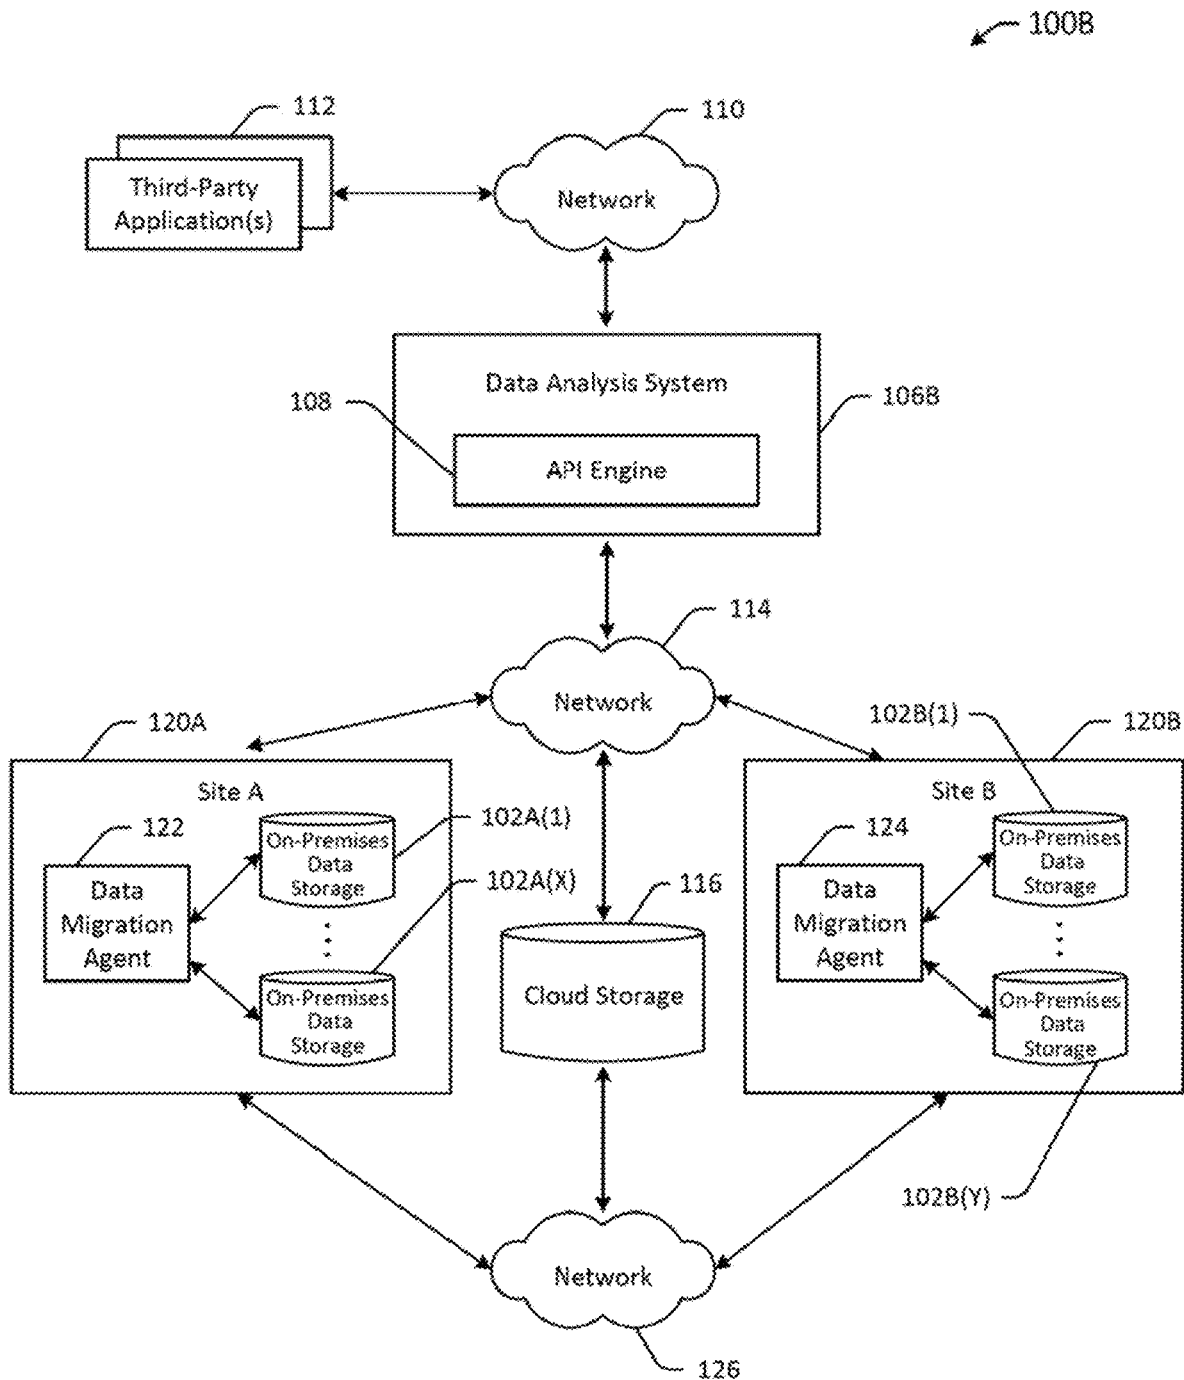 100B
112
110
Third-Party
Application(s)
Network
Data Analysis System
108
106B
API Engine
114
Network
120A
102B(1)
120B
Site A
Site B
122
102A(1)
124
On-Premises
Data
Storage
On-Premises
Data
Storage
102A(X)
116
Data
Migration
Agent
Data
Migration
Agent
Cloud Storage
On-Premises
Data
Storage
On-Premises
Data
Storage
102B(Y)
Network
126